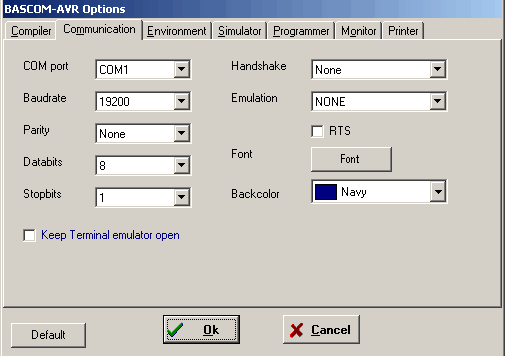 BASCOM-AVR Options
Compiler Communication Environment Simulator Programmer Monitor Printer
COM port COM1 Handshake None
Baudrate 19200 Emulation NONE
Parity None RTS
Databits 8 Font Font
Stopbits 1 Backcolor Navy
Keep Terminal emulator open
Default Ok Cancel